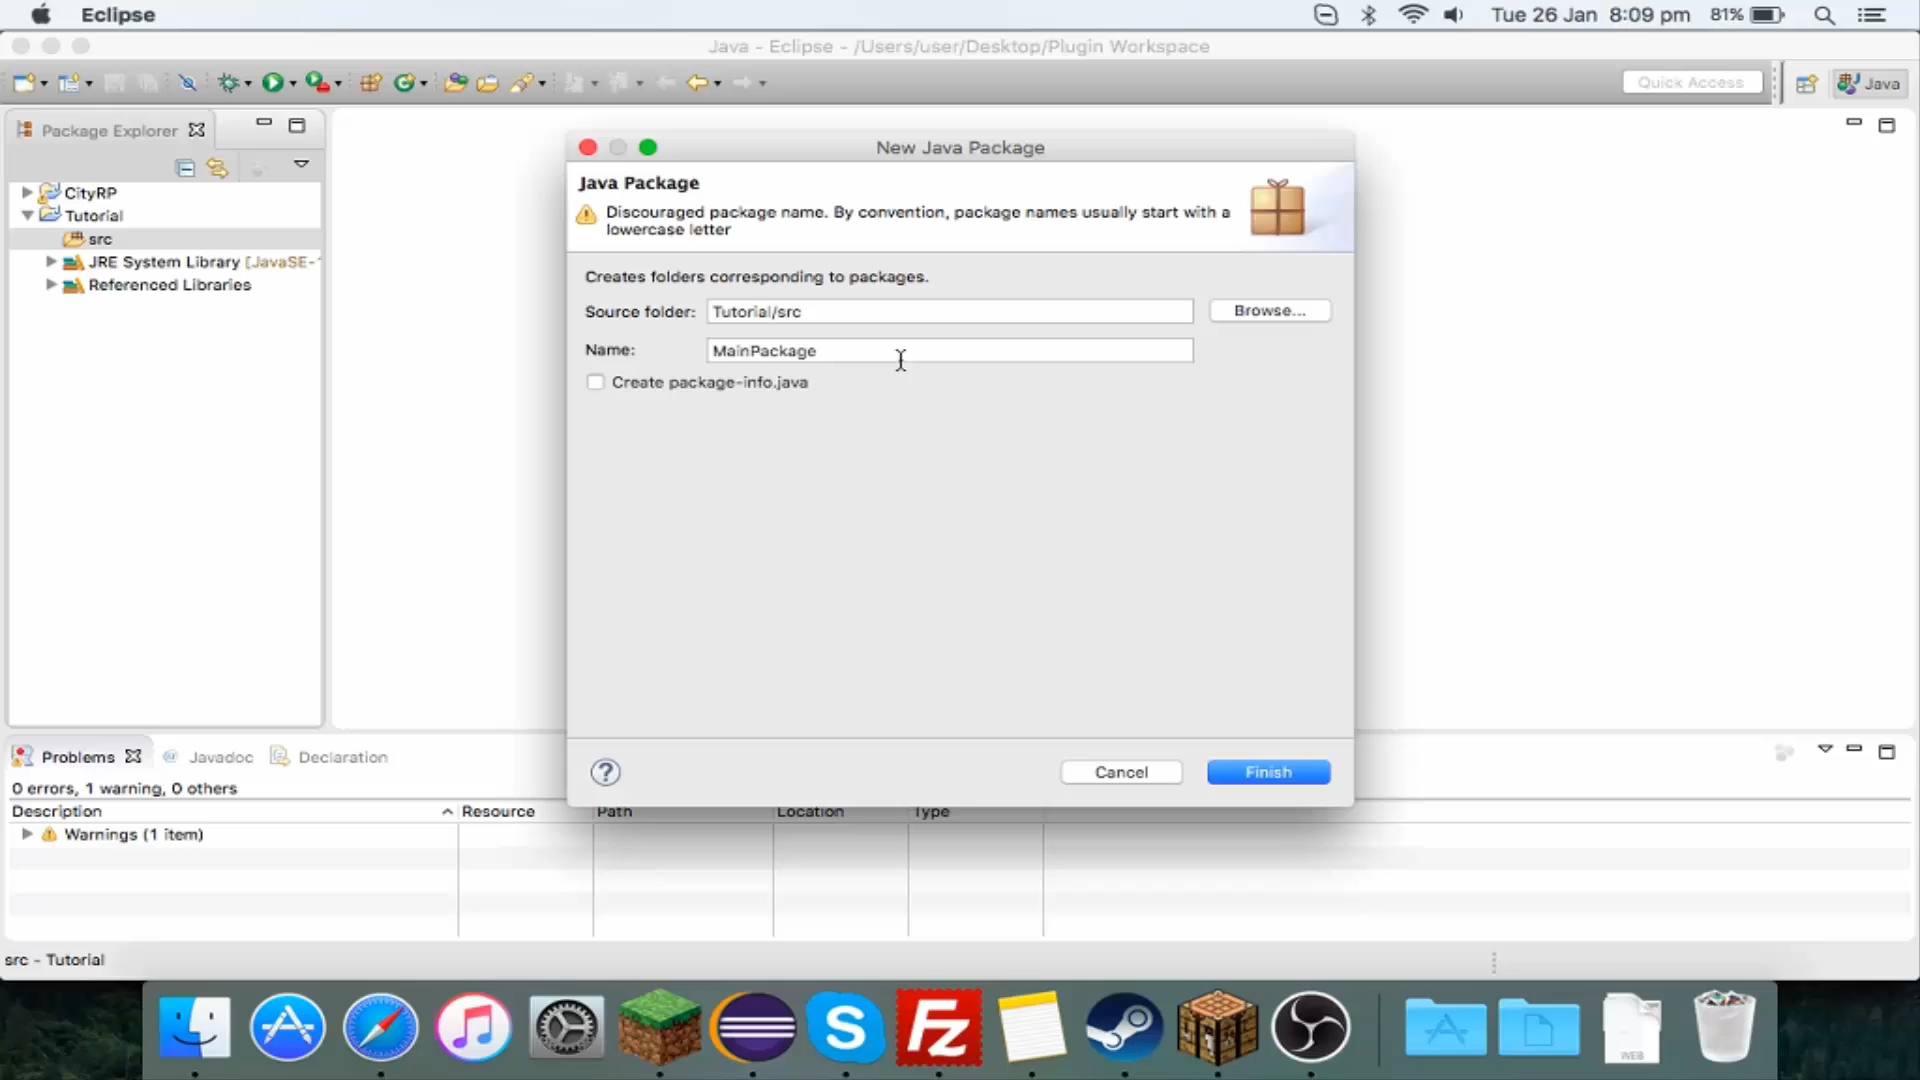 Eclipse
Tue 26 Jan 8:09 pm 81%
Java - Eclipse - /Users/user/Desktop/Plugin Workspace
Quick Access
Java
Package Explorer
CityRP
Tutorial
src
JRE System Library [JavaSE-
Referenced Libraries
New Java Package
Java Package
Discouraged package name. By convention, package names usually start with a
lowercase letter
Creates folders corresponding to packages.
Source folder: Tutorial/src Browse...
Name: MainPackage
Create package-info.java
? Cancel Finish
Problems @ Javadoc Declaration
0 errors, 1 warning, 0 others
Description Resource Path Location Type
Warnings (1 item)
src - Tutorial
S Fz WEB